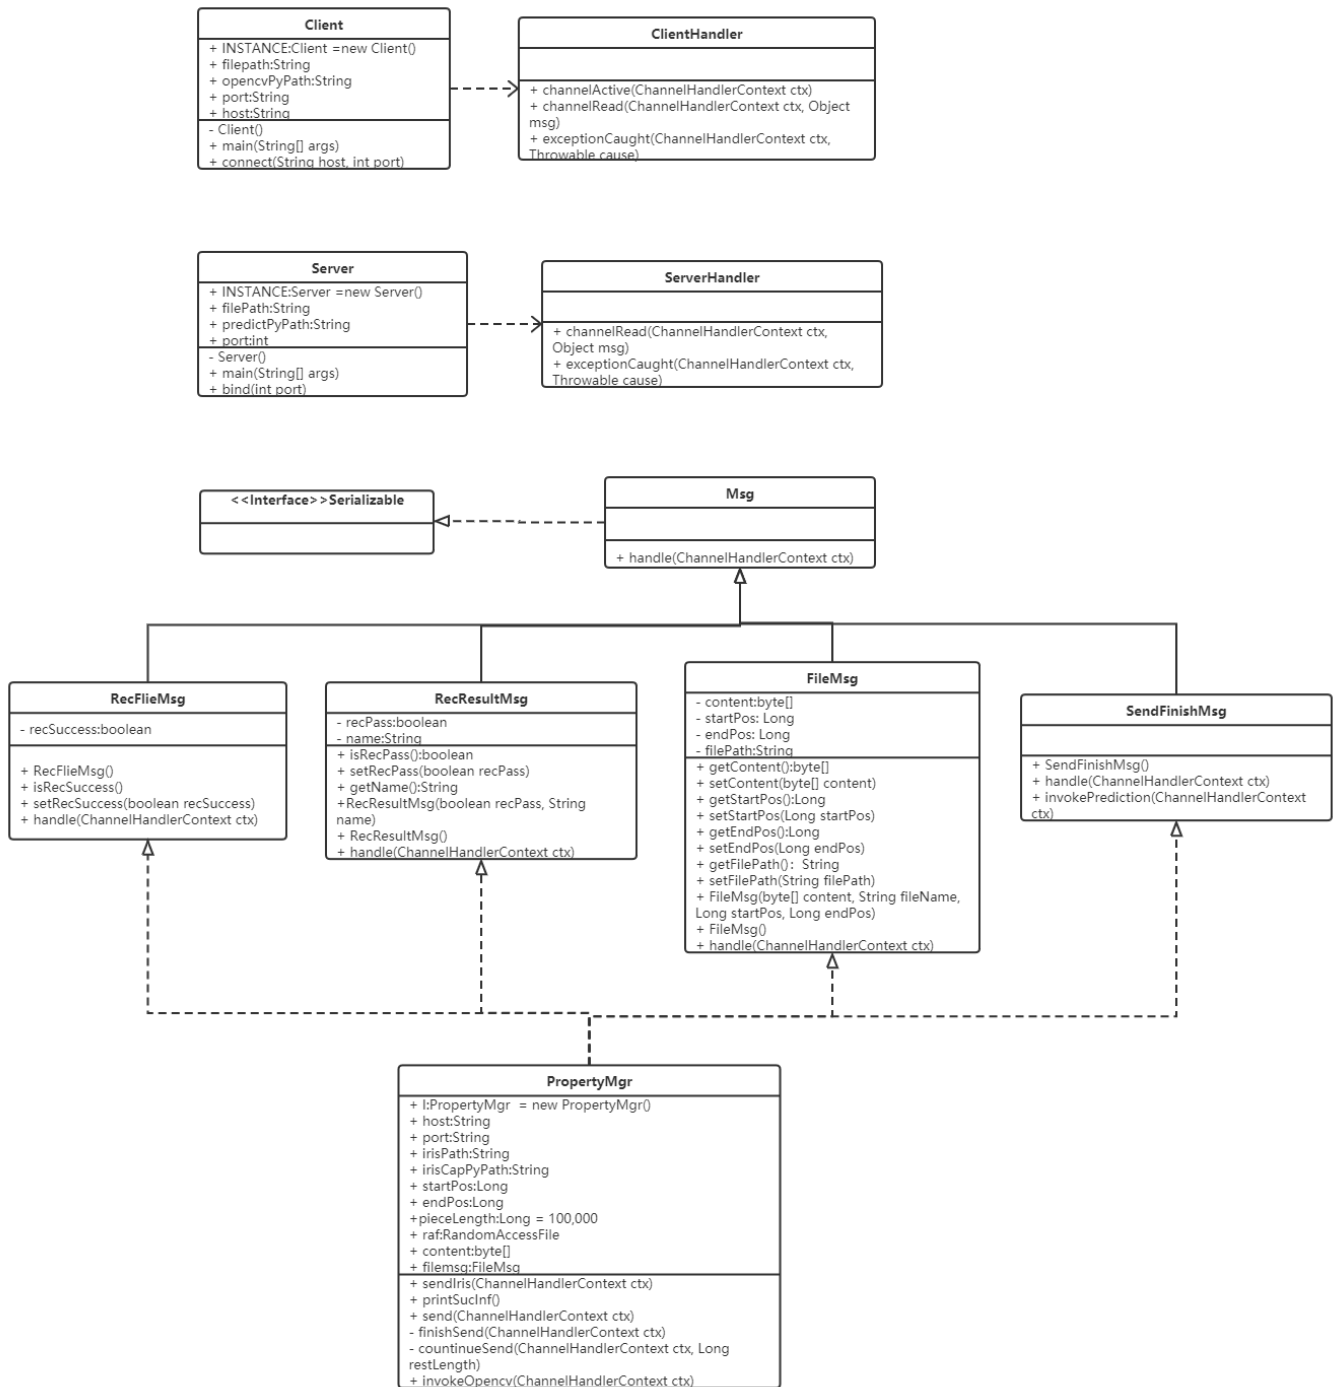 Client
+ INSTANCE:Client =new Client()
+ filepath:String
+ opencvPyPath:String
+ port:String
+ host:String
- Client()
+ main(String[] args)
+ connect(String host, int port)
ClientHandler
+ channelActive(ChannelHandlerContext ctx)
+ channelRead(ChannelHandlerContext ctx, Object
msg)
+ exceptionCaught(ChannelHandlerContext ctx,
Throwable cause)
Server
+ INSTANCE:Server =new Server()
+ filePath:String
+ predictPyPath:String
+ port:int
- Server()
+ main(String[] args)
+ bind(int port)
ServerHandler
+ channelRead(ChannelHandlerContext ctx,
Object msg)
+ exceptionCaught(ChannelHandlerContext ctx,
Throwable cause)
<<Interface>>Serializable
Msg
+ handle(ChannelHandlerContext ctx)
RecFlieMsg
- recSuccess:boolean
+ RecFlieMsg()
+ isRecSuccess()
+ setRecSuccess(boolean recSuccess)
+ handle(ChannelHandlerContext ctx)
RecResultMsg
- recPass:boolean
- name:String
+ isRecPass():boolean
+ setRecPass(boolean recPass)
+ getName():String
+RecResultMsg(boolean recPass, String
name)
+ RecResultMsg()
+ handle(ChannelHandlerContext ctx)
FileMsg
- content:byte[]
- startPos: Long
- endPos: Long
- filePath:String
+ getContent():byte[]
+ setContent(byte[] content)
+ getStartPos():Long
+ setStartPos(Long startPos)
+ getEndPos():Long
+ setEndPos(Long endPos)
+ getFilePath()： String
+ setFilePath(String filePath)
+ FileMsg(byte[] content, String fileName,
Long startPos, Long endPos)
+ FileMsg()
+ handle(ChannelHandlerContext ctx)
SendFinishMsg
+ SendFinishMsg()
+ handle(ChannelHandlerContext ctx)
+ invokePrediction(ChannelHandlerContext
ctx)
PropertyMgr
+ I:PropertyMgr  = new PropertyMgr()
+ host:String
+ port:String
+ irisPath:String
+ irisCapPyPath:String
+ startPos:Long
+ endPos:Long
+pieceLength:Long = 100,000
+ raf:RandomAccessFile
+ content:byte[]
+ filemsg:FileMsg
+ sendIris(ChannelHandlerContext ctx)
+ printSucInf()
+ send(ChannelHandlerContext ctx)
- finishSend(ChannelHandlerContext ctx)
- countinueSend(ChannelHandlerContext ctx, Long
restLength)
+ invokeOpencv(ChannelHandlerContext ctx)